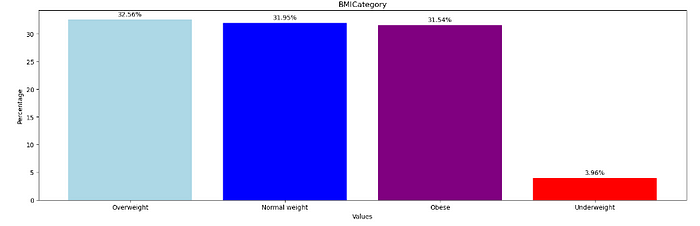 BMICategory
32.56%
31.95%
31.54%
3.96%
30
25
20
15
10
5
0
Percentage
Overweight
Normal weight
Obese
Underweight
Values